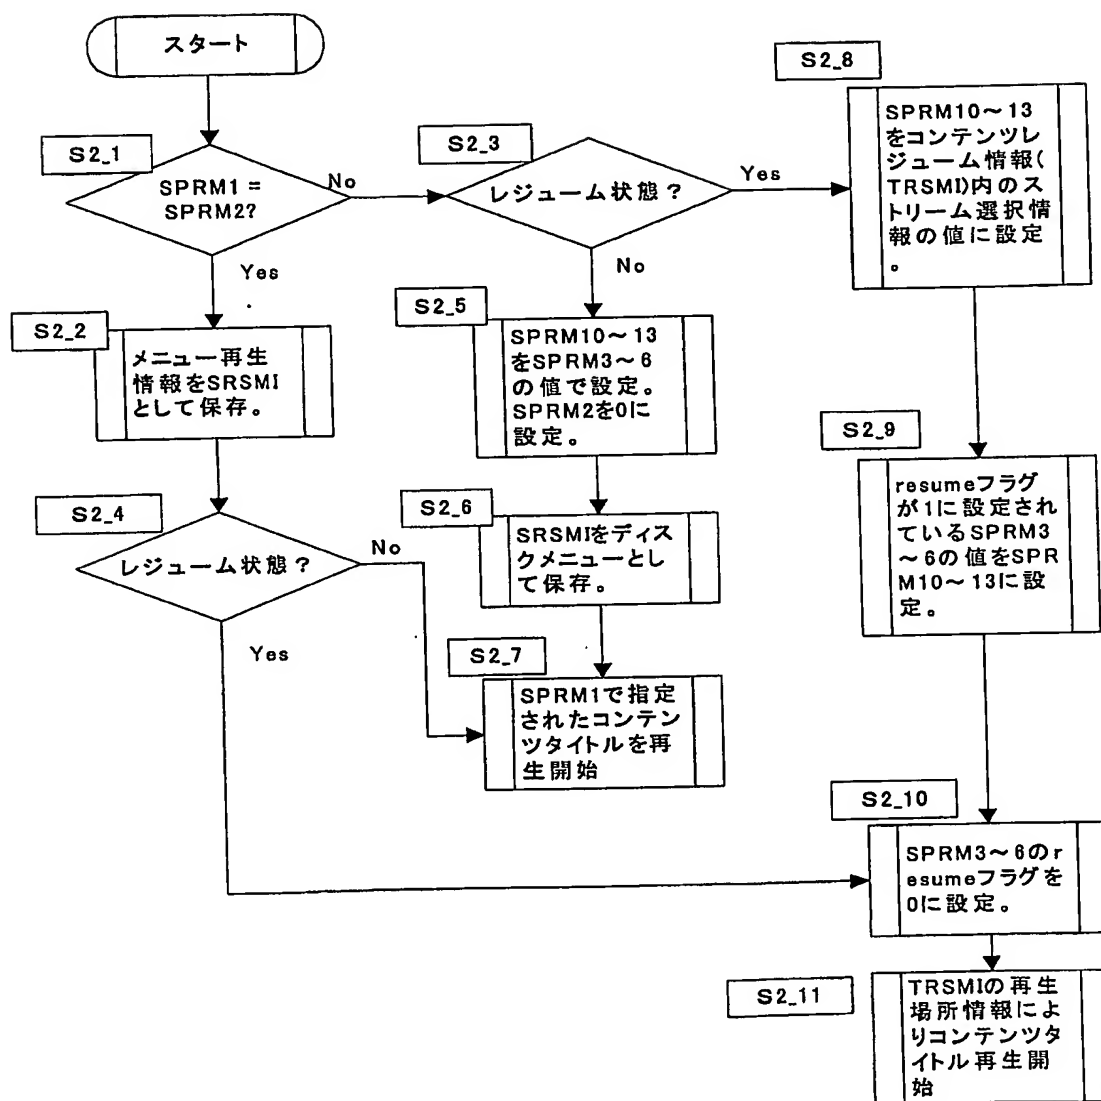 スタート
S2_1
SPRM1 =
SPRM2?
No
Yes
S2_3
レジューム状態?
Yes
No
S2_8
SPRM10～13
をコンテンツレ
ジューム情報(
TRSMI)内のス
トリーム選択情
報の値に設定
。
S2_2
メニュー再生
情報をSRSMI
として保存。
S2_5
SPRM10～13
をSPRM3～6
の値で設定。
SPRM2を0に
設定。
S2_9
resumeフラグ
が1に設定され
ているSPRM3
～6の値をSPR
M10～13に設
定。
S2_4
レジューム状態?
No
Yes
S2_6
SRSMIをディス
クメニューとし
て保存。
S2_7
SPRM1で指定
されたコンテン
ツタイトルを再
生開始
S2_10
SPRM3～6のr
esumeフラグを
0に設定。
S2_11
TRSMIの再生
場所情報によ
りコンテンツタ
イトル再生開
始